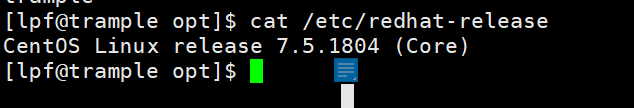 [lpf@trample opt]$ cat /etc/redhat-release
CentOS Linux release 7.5.1804 (Core)
[lpf@trample opt]$